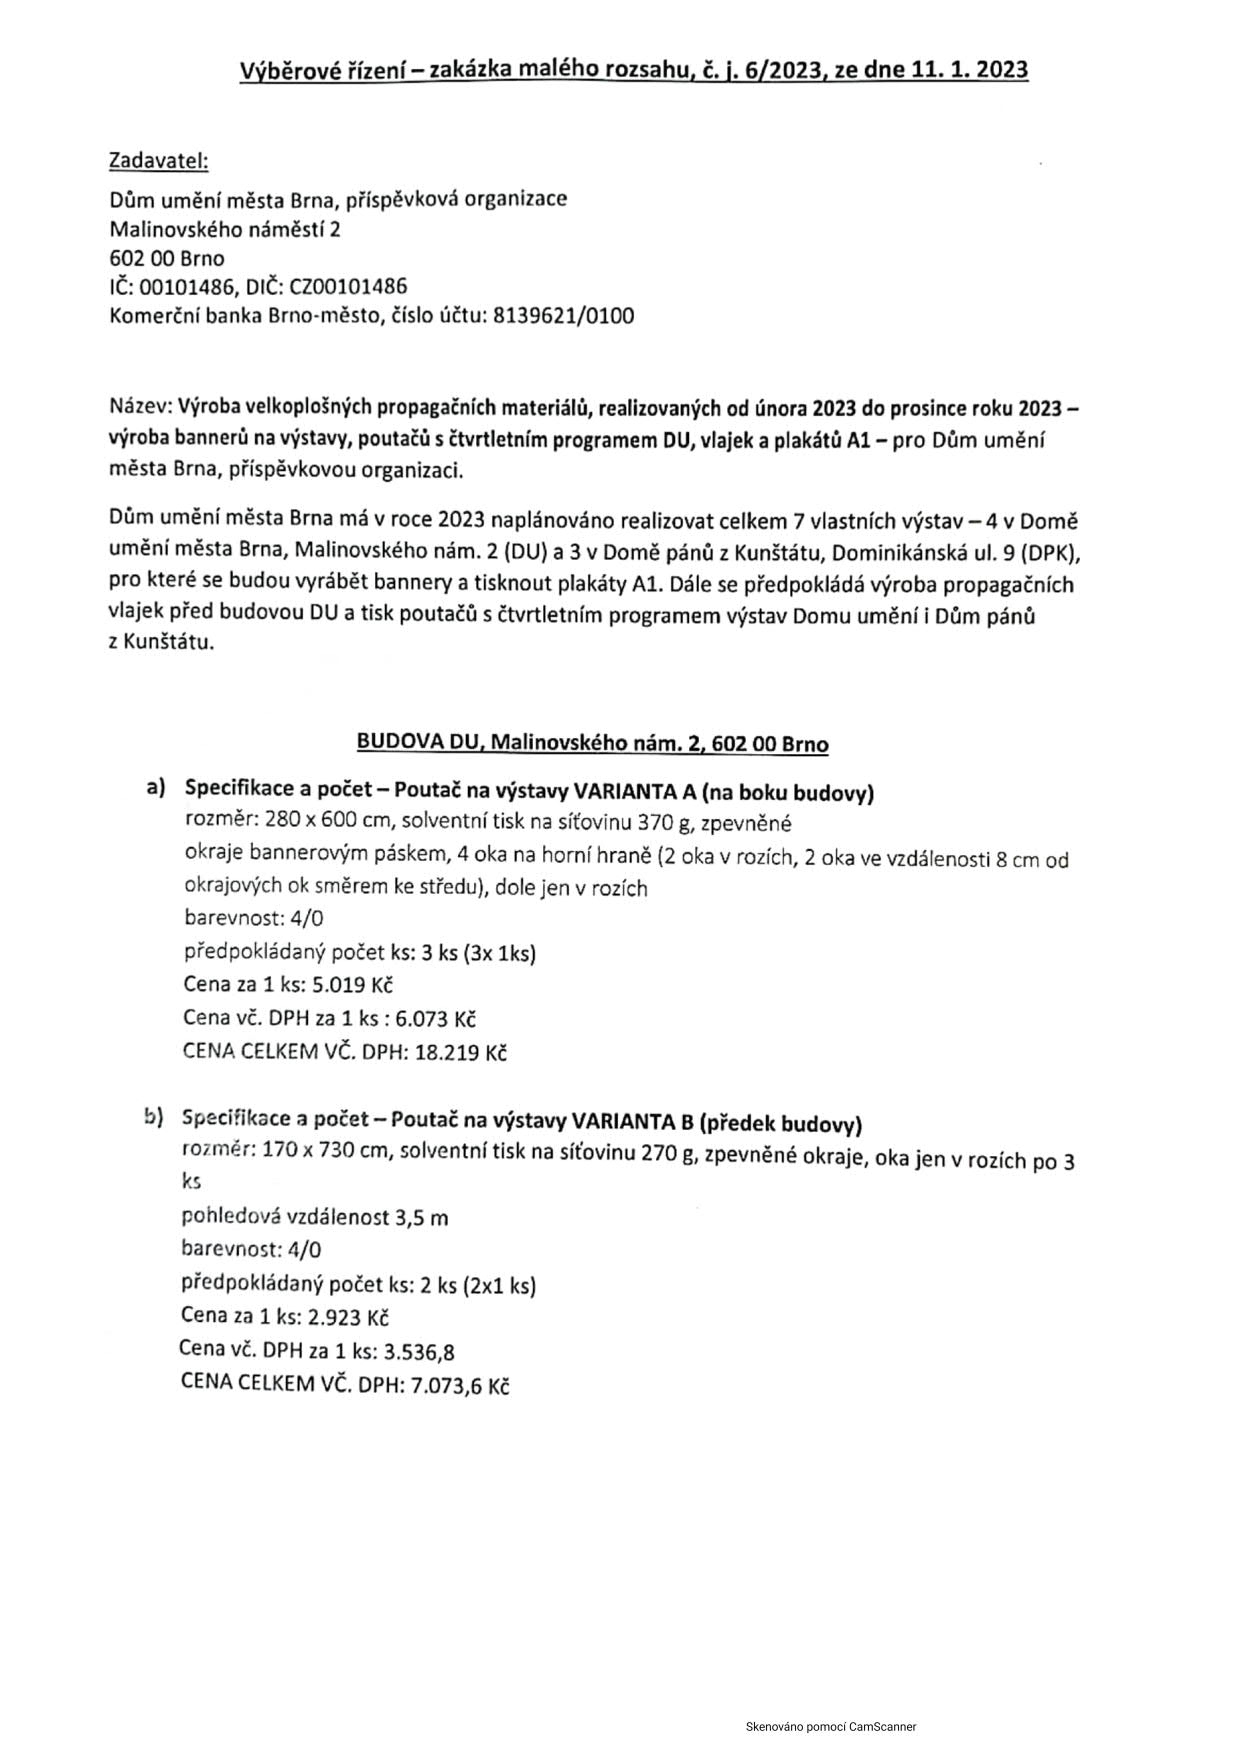 Výběrové řízení – zakázka malého rozsahu, č. j. 6/2023, ze dne 11. 1. 2023
Zadavatel:
Dům umění města Brna, příspěvková organizace
Malinovského náměstí 2
602 00 Brno
IČ: 00101486, DIČ: CZ00101486
Komerční banka Brno-město, číslo účtu: 8139621/0100
Název: Výroba velkoplošných propagačních materiálů, realizovaných od února 2023 do prosince roku 2023 –
výroba bannerů na výstavy, poutačů s čtvrtletním programem DU, vlajek a plakátů A1 – pro Dům umění
města Brna, příspěvkovou organizaci.
Dům umění města Brna má v roce 2023 naplánováno realizovat celkem 7 vlastních výstav – 4 v Domě
umění města Brna, Malinovského nám. 2 (DU) a 3 v Domě pánů z Kunštátu, Dominikánská ul. 9 (DPK),
pro které se budou vyrábět bannery a tisknout plakáty A1. Dále se předpokládá výroba propagačních
vlajek před budovou DU a tisk poutačů s čtvrtletním programem výstav Domu umění i Dům pánů
z Kunštátu.
BUDOVA DU, Malinovského nám. 2, 602 00 Brno
a) Specifikace a počet – Poutač na výstavy VARIANTA A (na boku budovy)
rozměr: 280 x 600 cm, solventní tisk na síťovinu 370 g, zpevněné
okraje bannerovým páskem, 4 oka na horní hraně (2 oka v rozích, 2 oka ve vzdálenosti 8 cm od
okrajových ok směrem ke středu), dole jen v rozích
barevnost: 4/0
předpokládaný počet ks: 3 ks (3x 1ks)
Cena za 1 ks: 5.019 Kč
Cena vč. DPH za 1 ks : 6.073 Kč
CENA CELKEM VČ. DPH: 18.219 Kč
b) Specifikace a počet – Poutač na výstavy VARIANTA B (předek budovy)
rozměr: 170 x 730 cm, solventní tisk na síťovinu 270 g, zpevněné okraje, oka jen v rozích po 3
ks
pohledová vzdálenost 3,5 m
barevnost: 4/0
předpokládaný počet ks: 2 ks (2x1 ks)
Cena za 1 ks: 2.923 Kč
Cena vč. DPH za 1 ks: 3.536,8
CENA CELKEM VČ. DPH: 7.073,6 Kč
Skenováno pomocí CamScanner